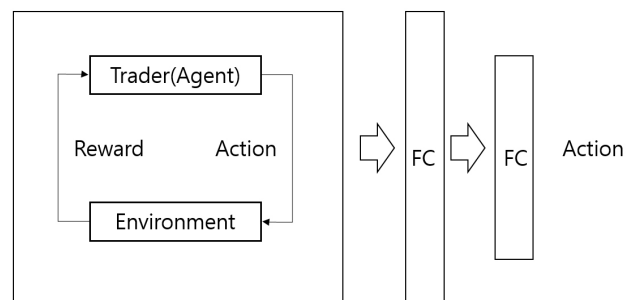 Trader(Agent)
Reward
Action
Environment
FC
FC
Action